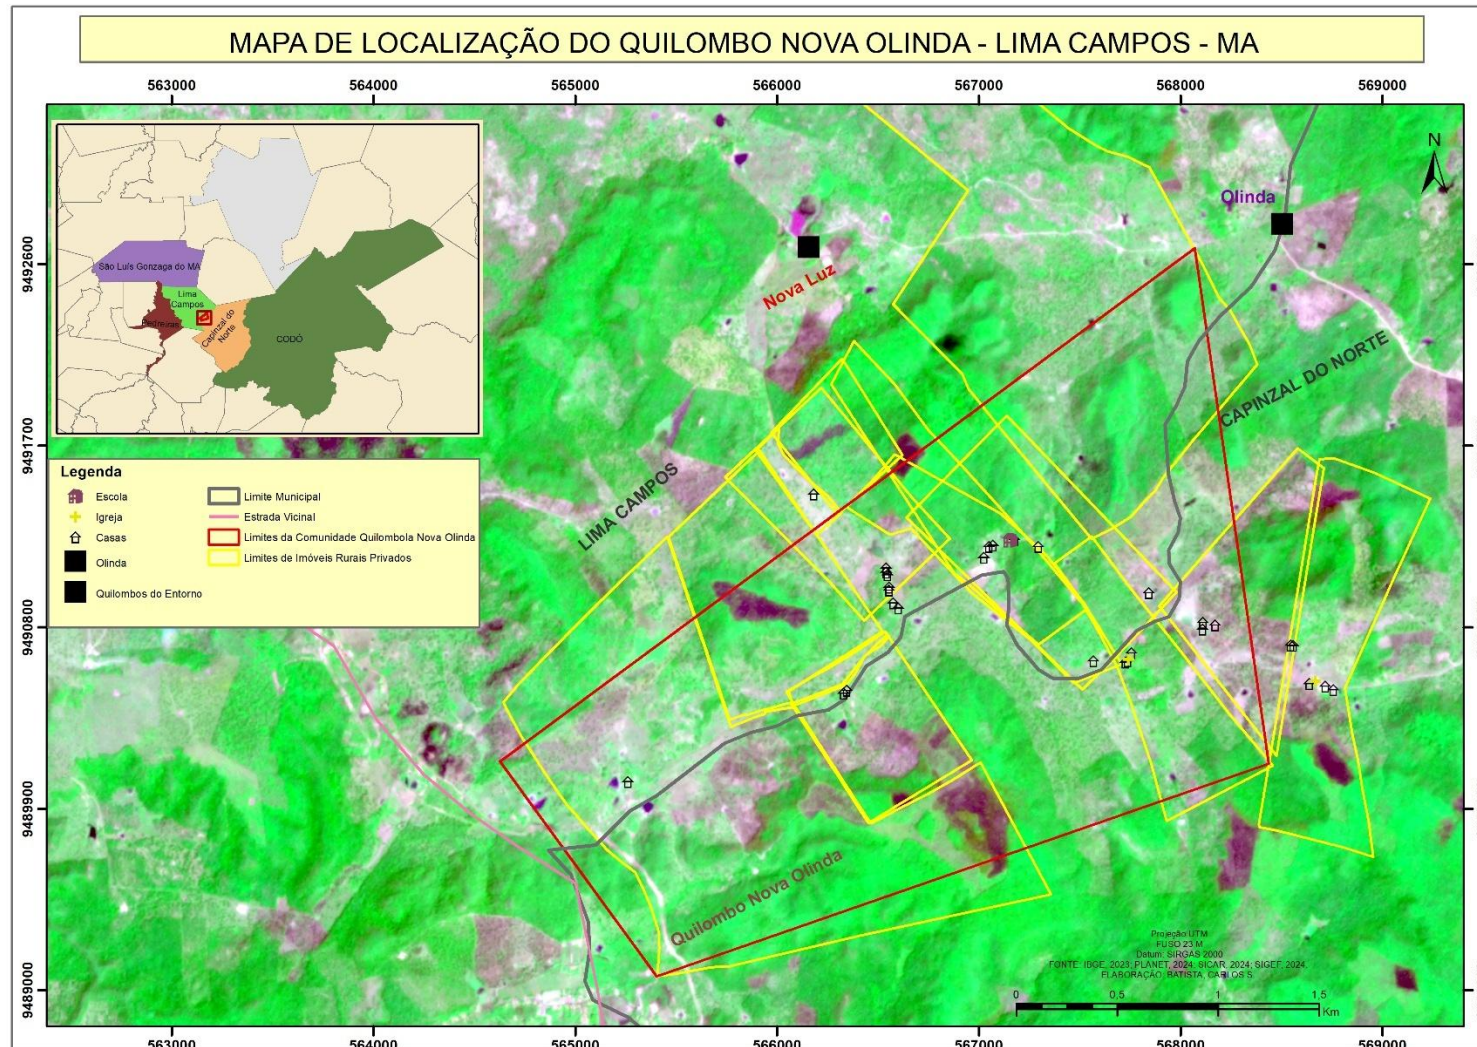 MAPA DE LOCALIZAÇÃO DO QUILOMBO NOVA OLINDA - LIMA CAMPOS - MA
563000 564000 565000 566000 567000 568000 569000
N
São Luís Gonzaga do MA
Lima
Campos
Pedreiras
Capinzal do
Norte
CODÓ
Olinda
Nova Luz
CAPINZAL DO NORTE
LIMA CAMPOS
9492600
9491700
9490800
9489900
9489000
Legenda
Escola
Igreja
Casas
Olinda
Quilombos do Entorno
Limite Municipal
Estrada Vicinal
Limites da Comunidade Quilombola Nova Olinda
Limites de Imóveis Rurais Privados
Quilombo Nova Olinda
Projeção UTM
FUSO 23 M
Datum: SIRGAS 2000
FONTE: IBGE, 2023; PLANET, 2024; SICAR, 2024; SIGEF, 2024.
ELABORAÇÃO: BATISTA, CARLOS S.
0 0,5 1 1,5
Km
563000 564000 565000 566000 567000 568000 569000